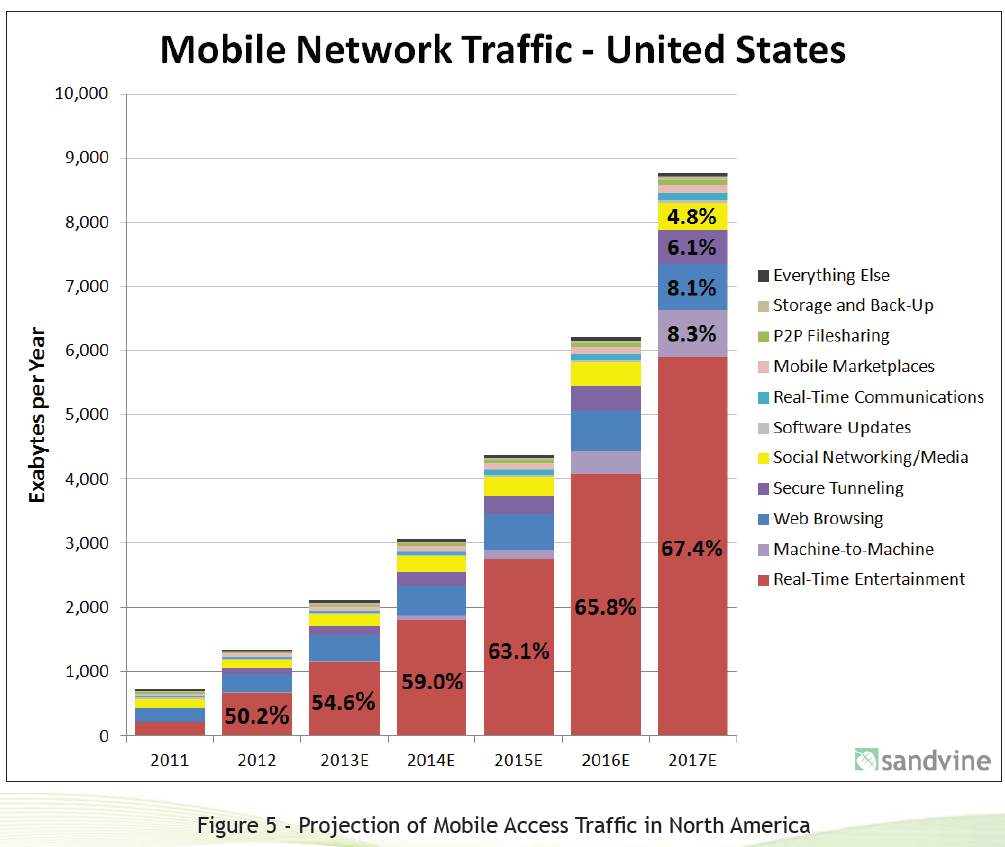 Mobile Network Traffic - United States
Exabytes per Year
10,000
9,000
8,000
7,000
6,000
5,000
4,000
3,000
2,000
1,000
0
50.2%
54.6%
59.0%
63.1%
65.8%
4.8%
6.1%
8.1%
8.3%
67.4%
2011
2012
2013E
2014E
2015E
2016E
2017E
Everything Else
Storage and Back-Up
P2P Filesharing
Mobile Marketplaces
Real-Time Communications
Software Updates
Social Networking/Media
Secure Tunneling
Web Browsing
Machine-to-Machine
Real-Time Entertainment
sandvine
Figure 5 - Projection of Mobile Access Traffic in North America